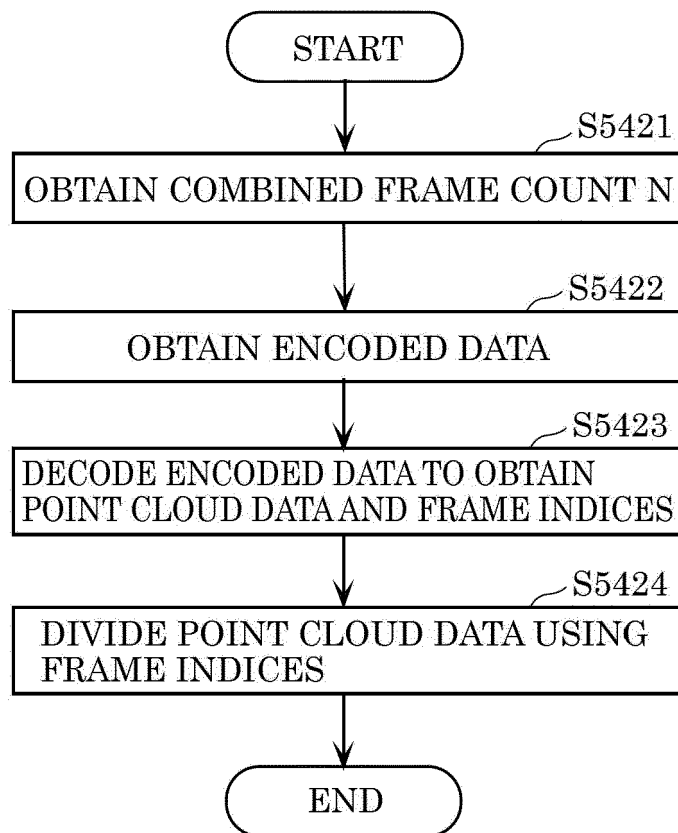 START
S5421
OBTAIN COMBINED FRAME COUNT N
S5422
OBTAIN ENCODED DATA
S5423
DECODE ENCODED DATA TO OBTAIN
POINT CLOUD DATA AND FRAME INDICES
S5424
DIVIDE POINT CLOUD DATA USING
FRAME INDICES
END